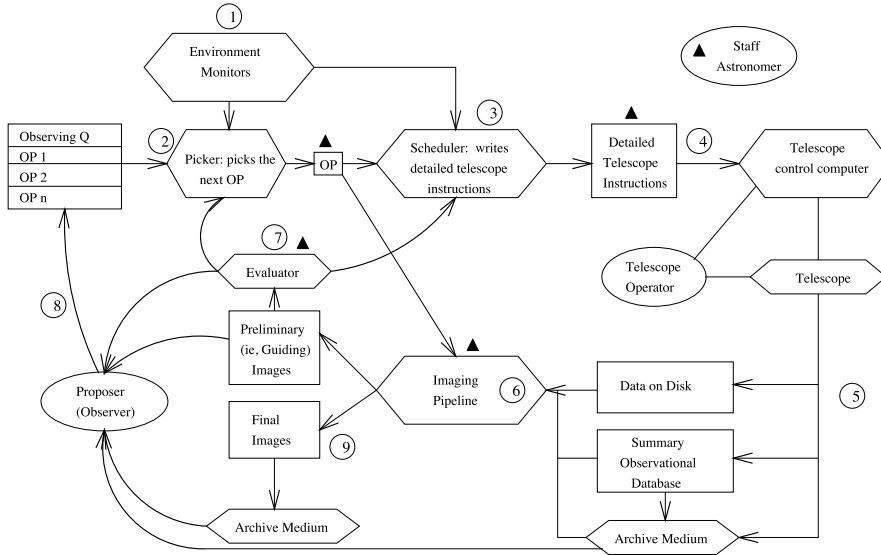 1
Environment
Monitors
Staff
Astronomer
Observing Q
OP 1
OP 2
OP n
2
Picker: picks the
next OP
OP
3
Scheduler: writes
detailed telescope
instructions
Detailed
Telescope
Instructions
4
Telescope
control computer
7
Evaluator
Telescope
Operator
Telescope
8
Preliminary
(ie, Guiding)
Images
Proposer
(Observer)
Imaging
Pipeline
6
Data on Disk
5
Final
Images
9
Summary
Observational
Database
Archive Medium
Archive Medium